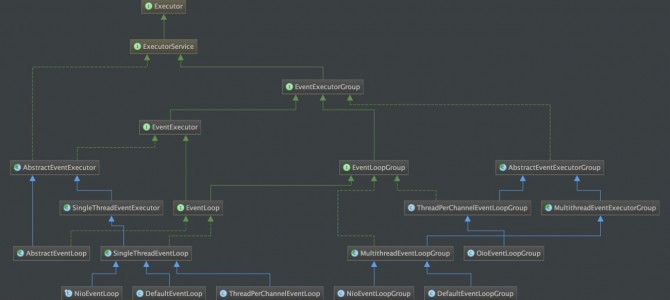 Executor
ExecutorService
EventExecutorGroup
EventExecutor
AbstractEventExecutor
EventLoopGroup
AbstractEventExecutorGroup
SingleThreadEventExecutor
EventLoop
ThreadPerChannelEventLoopGroup
MultithreadEventExecutorGroup
AbstractEventLoop
SingleThreadEventLoop
MultithreadEventLoopGroup
OioEventLoopGroup
NioEventLoop
DefaultEventLoop
ThreadPerChannelEventLoop
NioEventLoopGroup
DefaultEventLoopGroup